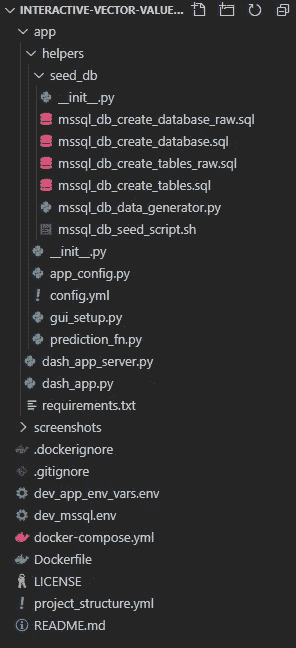 INTERACTIVE-VECTOR-VALUE...
app
helpers
seed_db
__init__.py
mssql_db_create_database_raw.sql
mssql_db_create_database.sql
mssql_db_create_tables_raw.sql
mssql_db_create_tables.sql
mssql_db_data_generator.py
mssql_db_seed_script.sh
__init__.py
app_config.py
config.yml
gui_setup.py
prediction_fn.py
dash_app_server.py
dash_app.py
requirements.txt
screenshots
.dockerignore
.gitignore
dev_app_env_vars.env
dev_mssql.env
docker-compose.yml
Dockerfile
LICENSE
project_structure.yml
README.md